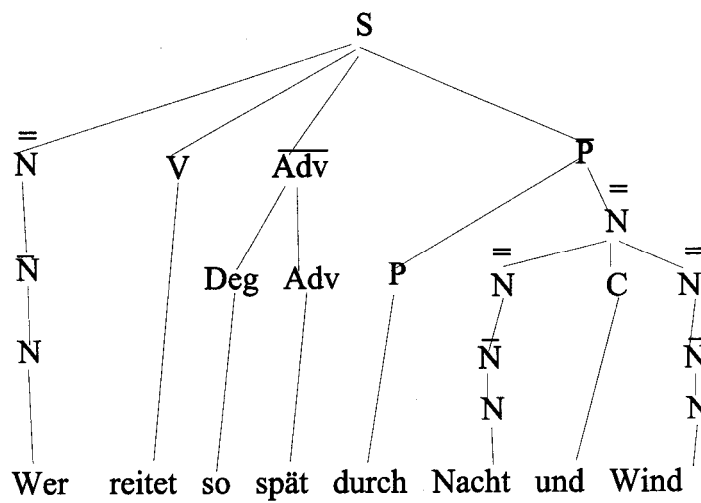 S
N̿ V A̅d̅v̅ P̅
N̿
N̅ Deg Adv P N̿ C N̿
N N̅ N̅
N N
Wer reitet so spät durch Nacht und Wind